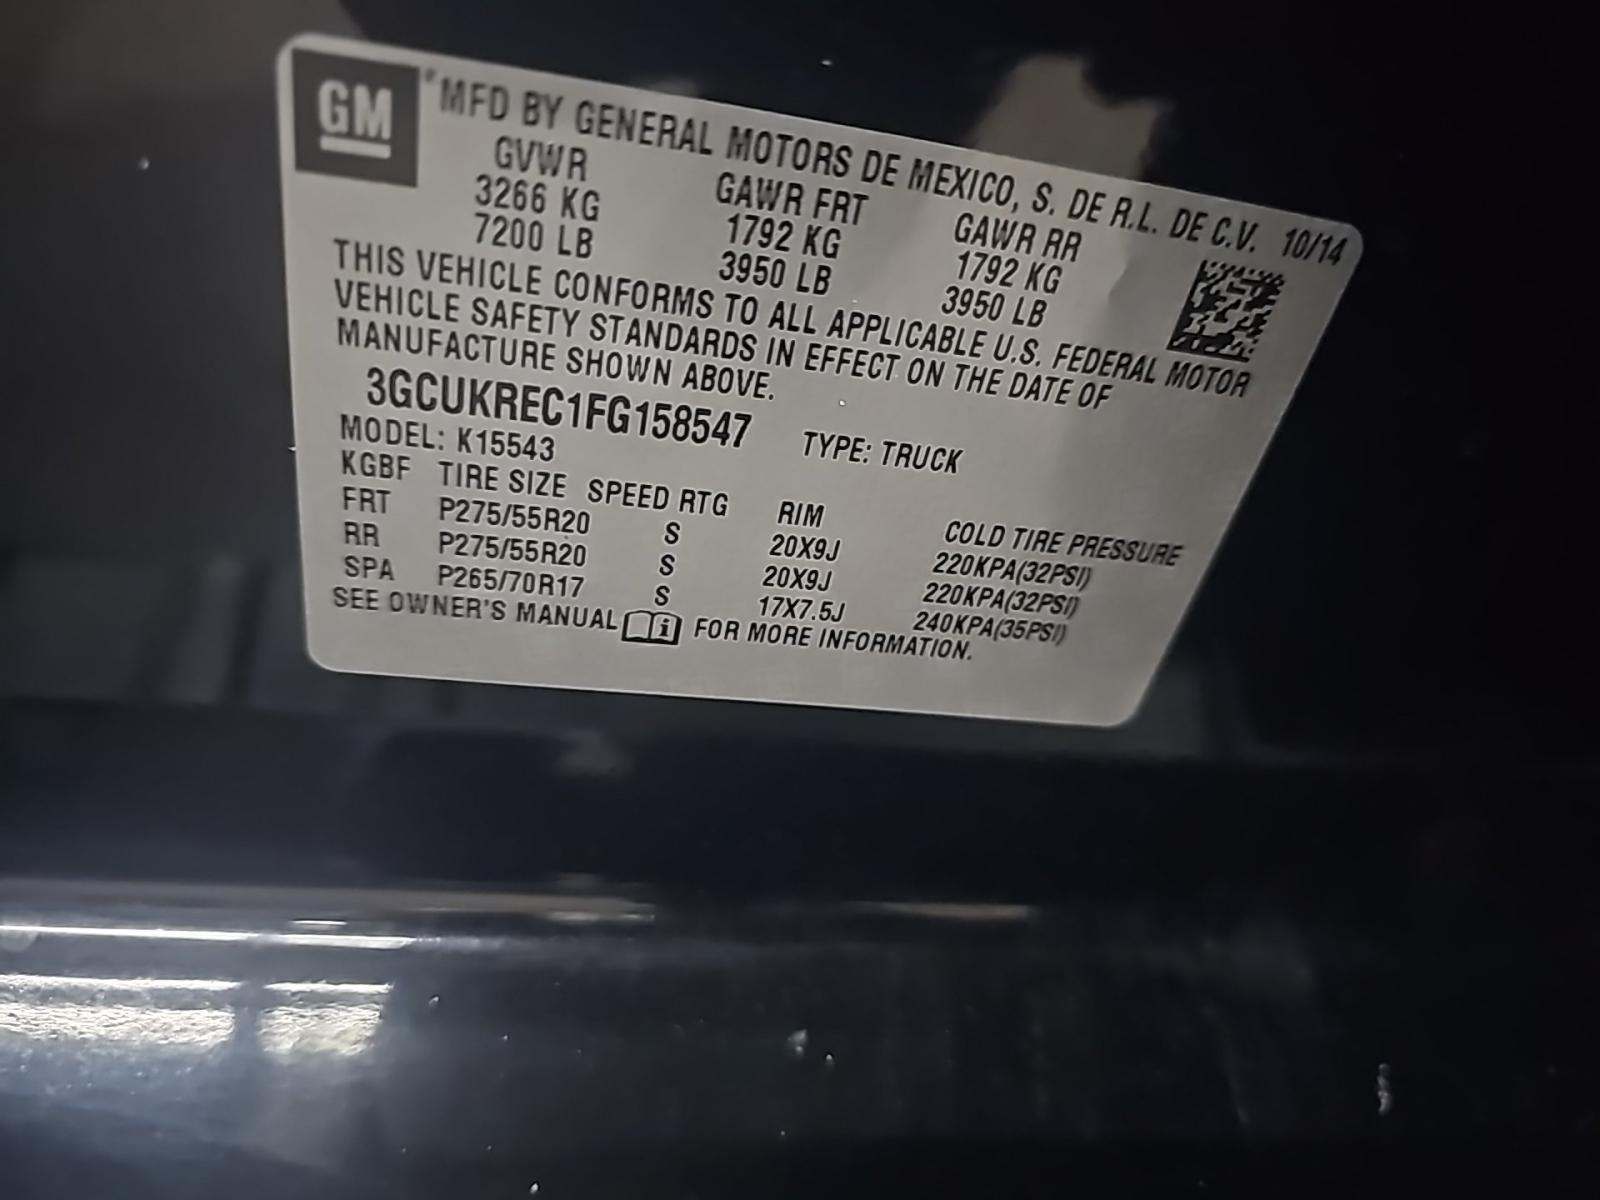 GM
MFD BY GENERAL MOTORS DE MEXICO, S. DE R.L. DE C.V. 10/14
GVWR GAWR FRT GAWR RR
3266 KG 1792 KG 1792 KG
7200 LB 3950 LB 3950 LB
THIS VEHICLE CONFORMS TO ALL APPLICABLE U.S. FEDERAL MOTOR
VEHICLE SAFETY STANDARDS IN EFFECT ON THE DATE OF
MANUFACTURE SHOWN ABOVE.
3GCUKREC1FG158547 TYPE: TRUCK
MODEL: K15543
KGBF TIRE SIZE SPEED RTG RIM COLD TIRE PRESSURE
FRT P275/55R20 S 20X9J 220KPA(32PSI)
RR P275/55R20 S 20X9J 220KPA(32PSI)
SPA P265/70R17 S 17X7.5J 240KPA(35PSI)
SEE OWNER'S MANUAL i FOR MORE INFORMATION.